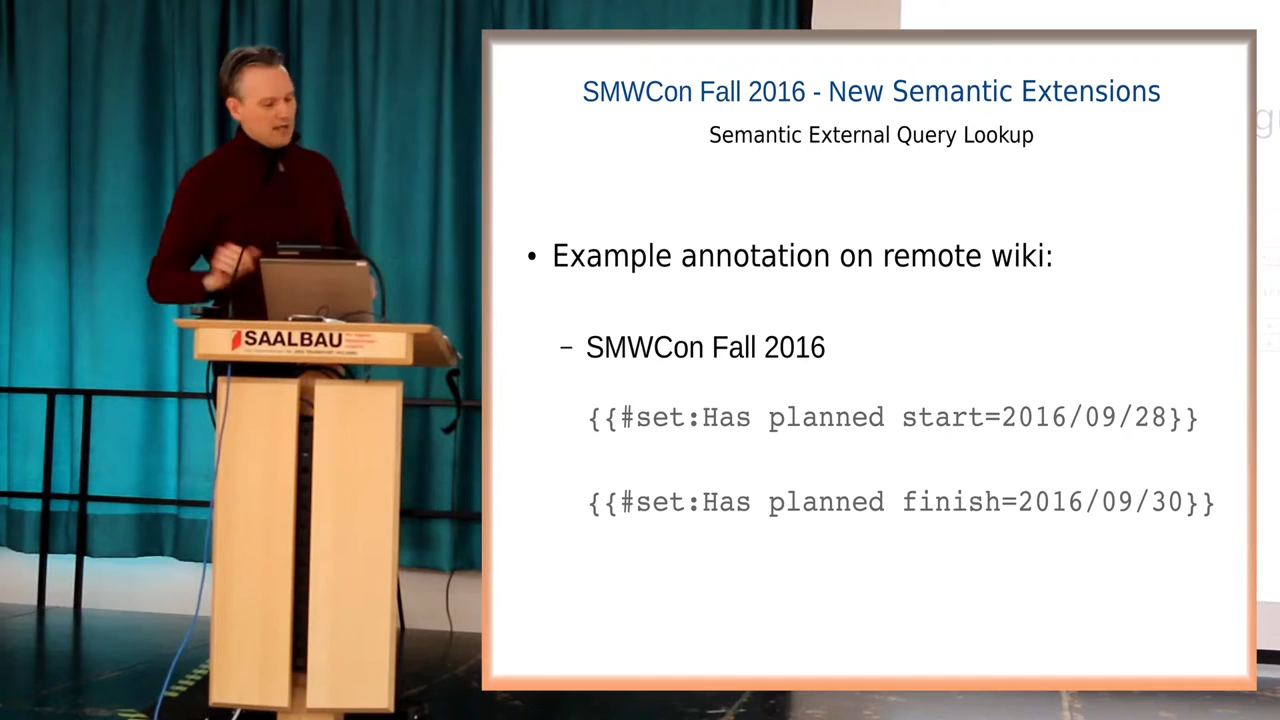 SMWCon Fall 2016 - New Semantic Extensions
Semantic External Query Lookup
• Example annotation on remote wiki:
– SMWCon Fall 2016
{{#set:Has planned start=2016/09/28}}
{{#set:Has planned finish=2016/09/30}}
SAALBAU